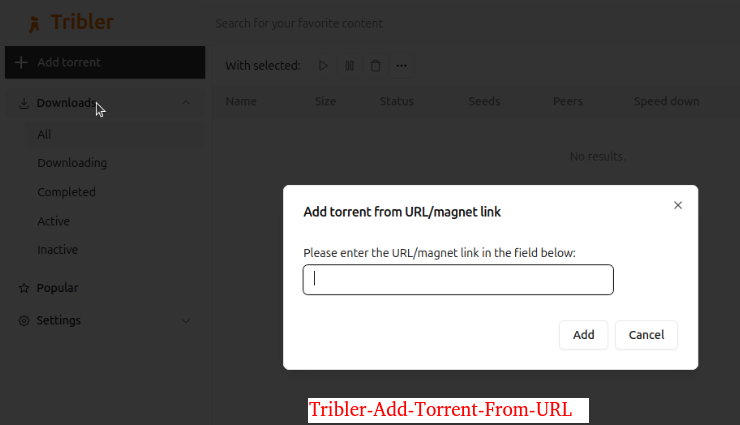 Tribler
Search for your favorite content
Add torrent
With selected:
Downloads
Name Size Status Seeds Peers Speed down
All
No results.
Downloading
Completed
Active
Inactive
Popular
Settings
Add torrent from URL/magnet link
Please enter the URL/magnet link in the field below:
Add Cancel
Tribler-Add-Torrent-From-URL